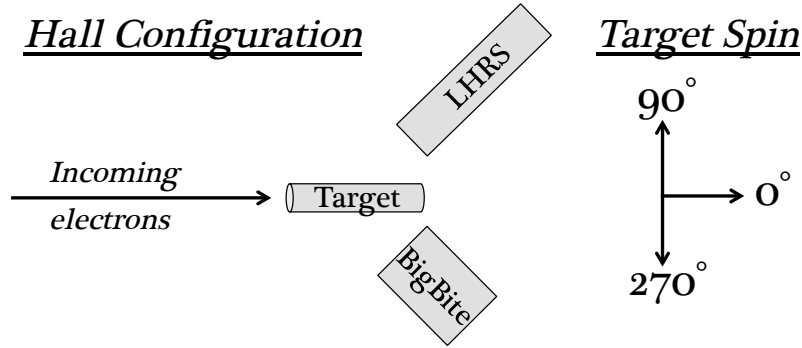 Hall Configuration
Target Spin
LHRS
90°
Incoming
electrons
Target
0°
BigBite
270°